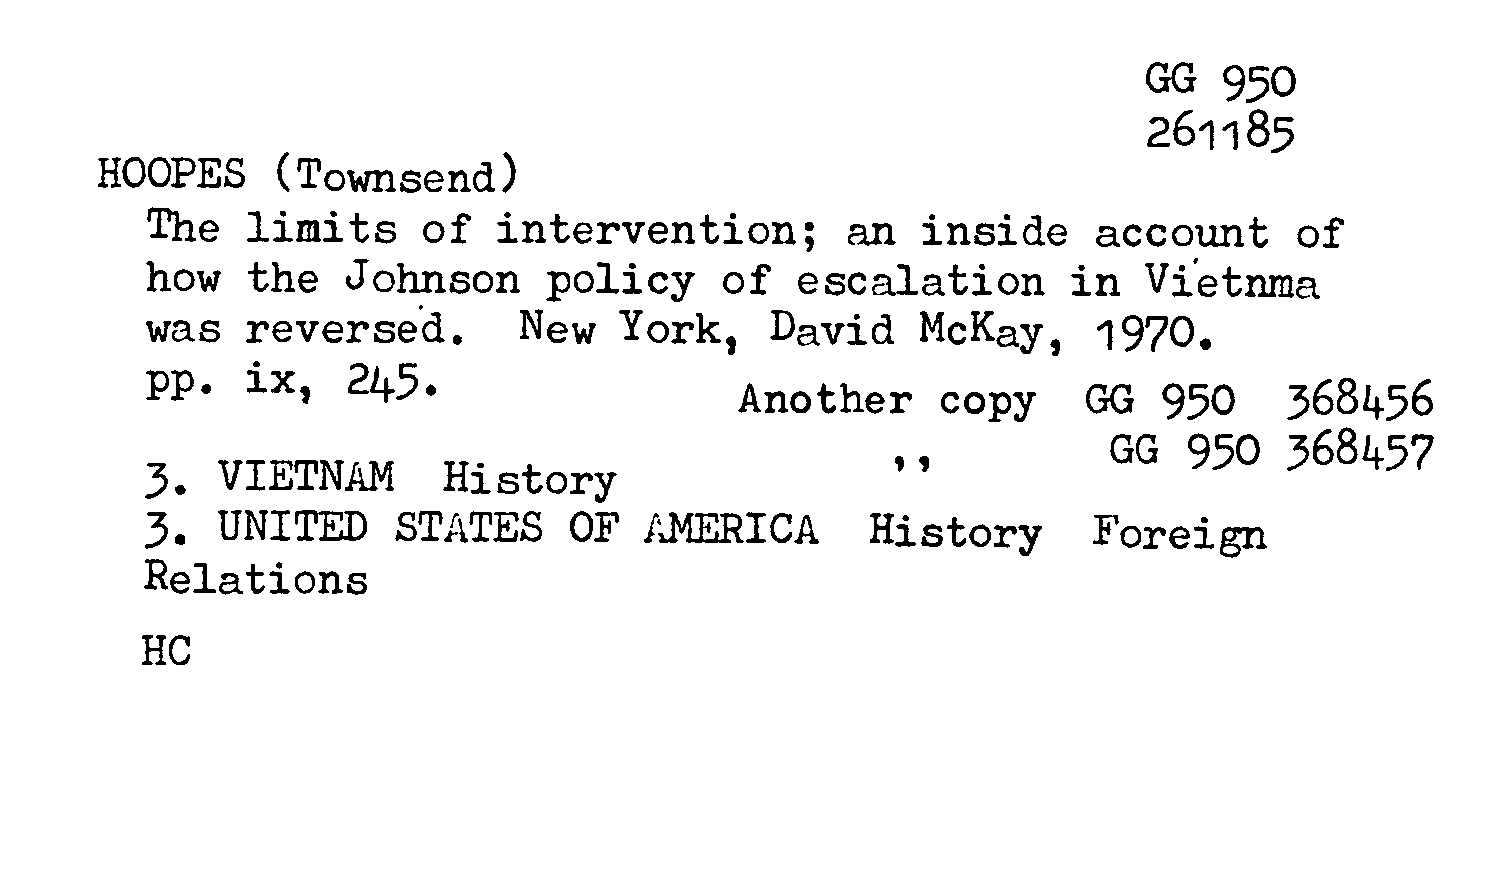 GG 950
261185
HOOPES (Townsend)
The limits of intervention; an inside account of
how the Johnson policy of escalation in Vietnma
was reversed. New York, David McKay, 1970.
pp. ix, 245.
Another copy GG 950 368456
,, GG 950 368457
3. VIETNAM History
3. UNITED STATES OF AMERICA History Foreign
Relations
HC